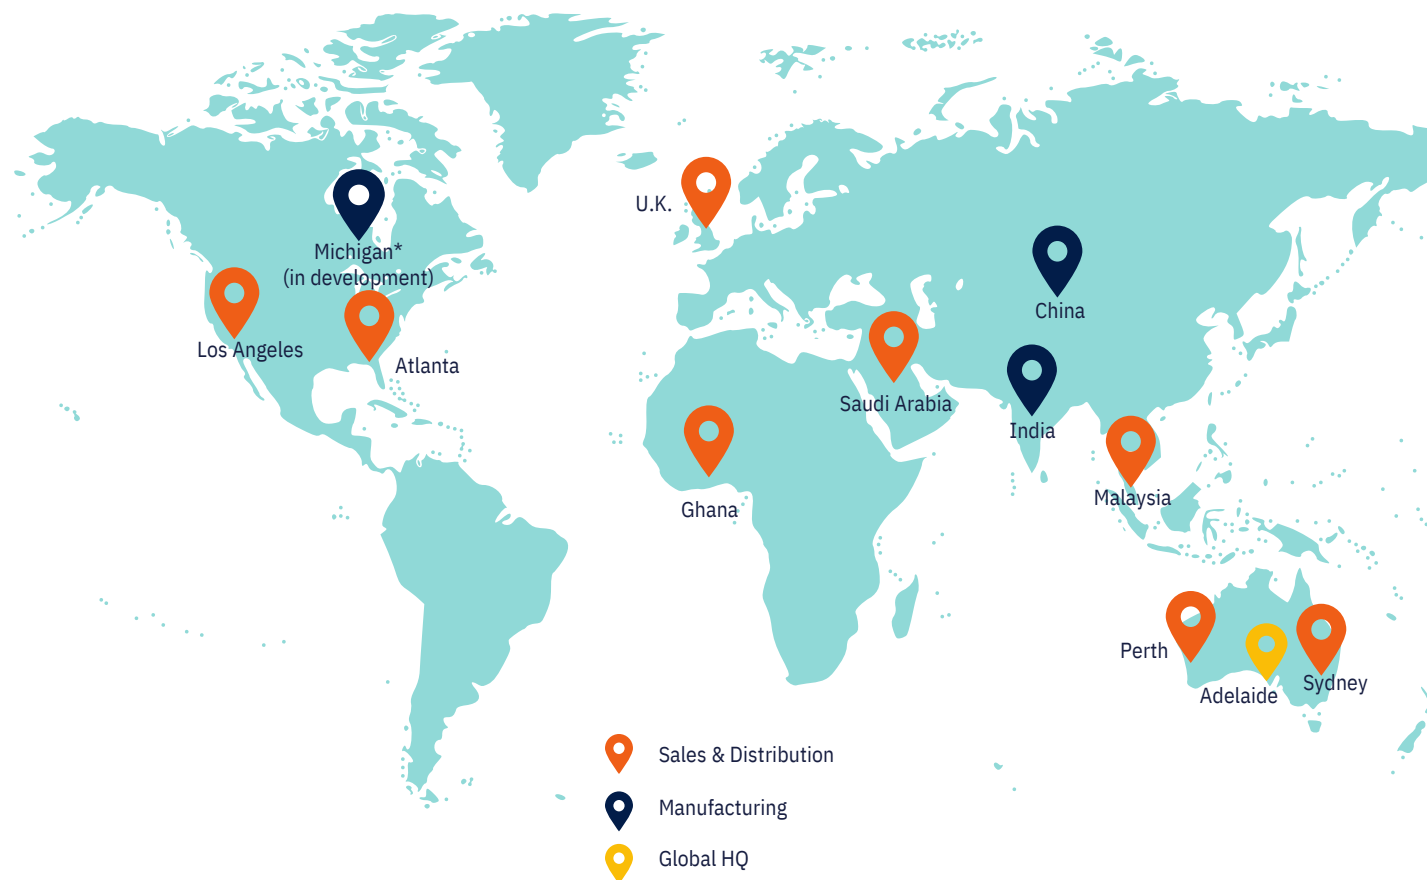 U.K.
Michigan*
(in development)
China
Los Angeles
Atlanta
Saudi Arabia
India
Ghana
Malaysia
Perth
Adelaide
Sydney
Sales & Distribution
Manufacturing
Global HQ